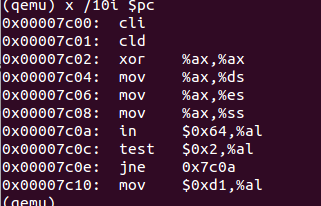 (qemu) x /10i $pc
0x00007c00:  cli
0x00007c01:  cld
0x00007c02:  xor    %ax,%ax
0x00007c04:  mov    %ax,%ds
0x00007c06:  mov    %ax,%es
0x00007c08:  mov    %ax,%ss
0x00007c0a:  in     $0x64,%al
0x00007c0c:  test   $0x2,%al
0x00007c0e:  jne    0x7c0a
0x00007c10:  mov    $0xd1,%al
(qemu)